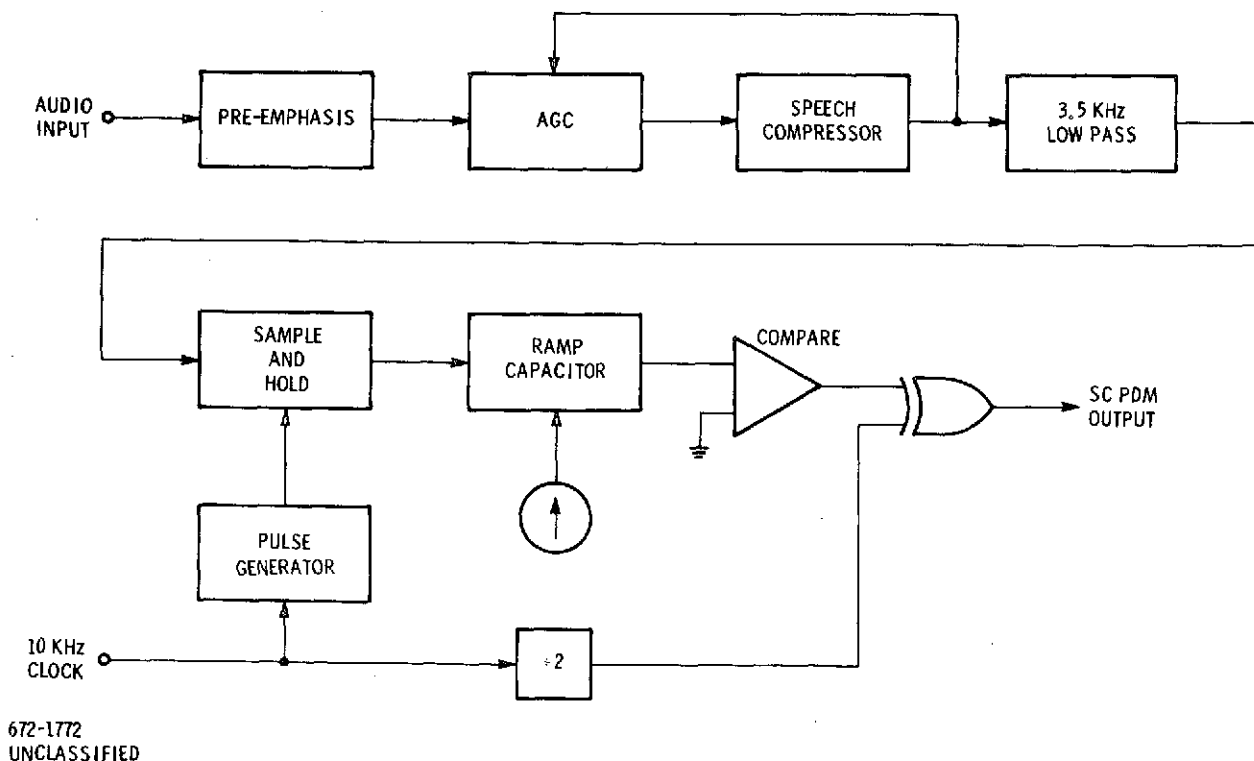 AUDIO
INPUT
PRE-EMPHASIS
AGC
SPEECH
COMPRESSOR
3.5 KHz
LOW PASS
SAMPLE
AND
HOLD
RAMP
CAPACITOR
COMPARE
SC PDM
OUTPUT
PULSE
GENERATOR
10 KHz
CLOCK
÷2
672-1772
UNCLASSIFIED